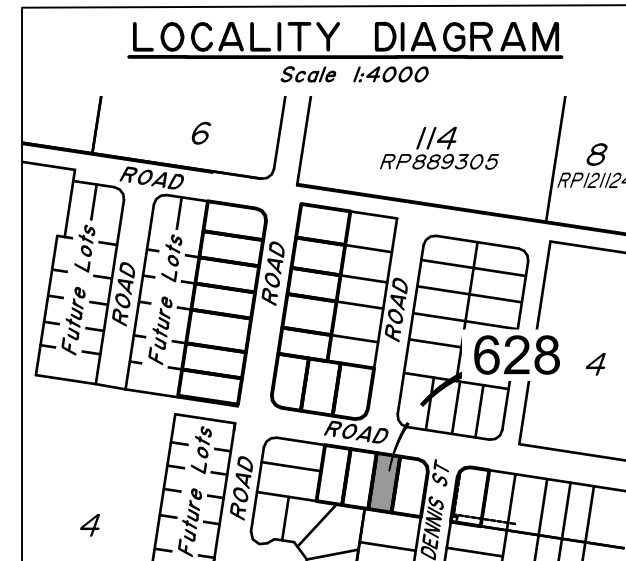 LOCALITY DIAGRAM
Scale 1:4000
6
114
RP889305
8
RP121124
ROAD
Future Lots
ROAD
Future Lots
ROAD
ROAD
628
4
ROAD
Future Lots
ROAD
DENNIS ST
4